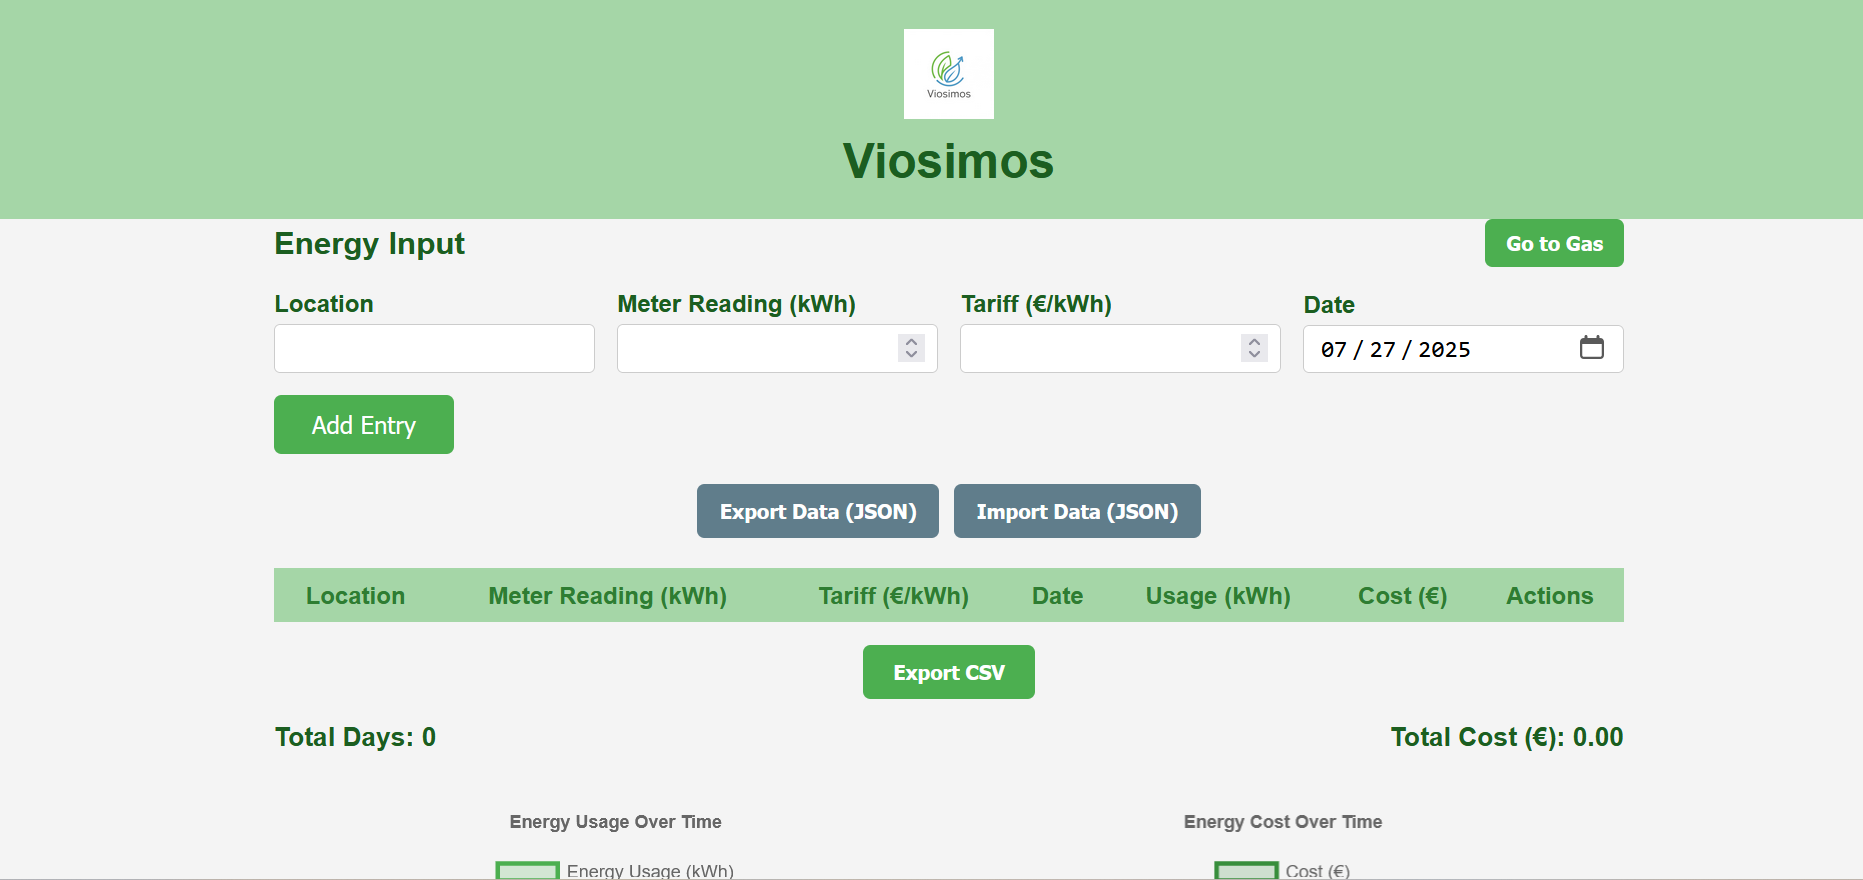 Viosimos
Viosimos
Energy Input
Go to Gas
Location
Meter Reading (kWh)
Tariff (€/kWh)
Date
07 / 27 / 2025
Add Entry
Export Data (JSON)
Import Data (JSON)
Location Meter Reading (kWh) Tariff (€/kWh) Date Usage (kWh) Cost (€) Actions
Export CSV
Total Days: 0
Total Cost (€): 0.00
Energy Usage Over Time
Energy Usage (kWh)
Energy Cost Over Time
Cost (€)